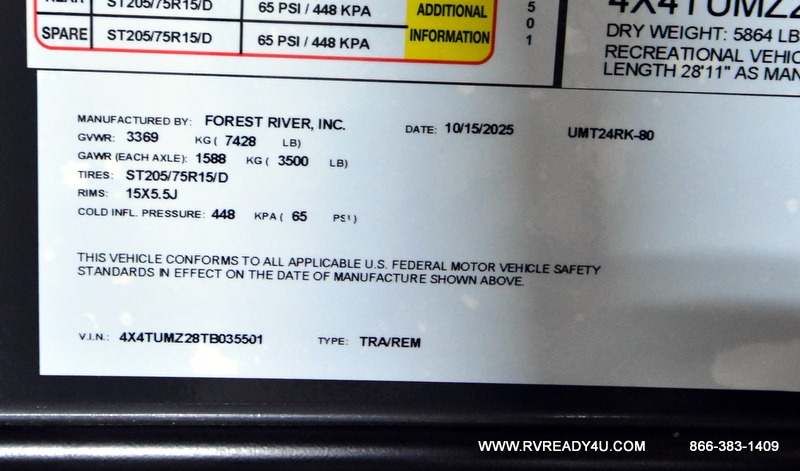 ST205/75R15/D 65 PSI / 448 KPA
SPARE ST205/75R15/D 65 PSI / 448 KPA
ADDITIONAL
INFORMATION
5
0
1
DRY WEIGHT: 5864 LB
RECREATIONAL VEHIC
LENGTH 28'11" AS MAN
MANUFACTURED BY: FOREST RIVER, INC. DATE: 10/15/2025 UMT24RK-80
GVWR: 3369 KG ( 7428 LB)
GAWR (EACH AXLE): 1588 KG ( 3500 LB)
TIRES: ST205/75R15/D
RIMS: 15X5.5J
COLD INFL. PRESSURE: 448 KPA ( 65 PSI )
THIS VEHICLE CONFORMS TO ALL APPLICABLE U.S. FEDERAL MOTOR VEHICLE SAFETY
STANDARDS IN EFFECT ON THE DATE OF MANUFACTURE SHOWN ABOVE.
V.I.N.: 4X4TUMZ28TB035501 TYPE: TRA/REM
WWW.RVREADY4U.COM 866-383-1409